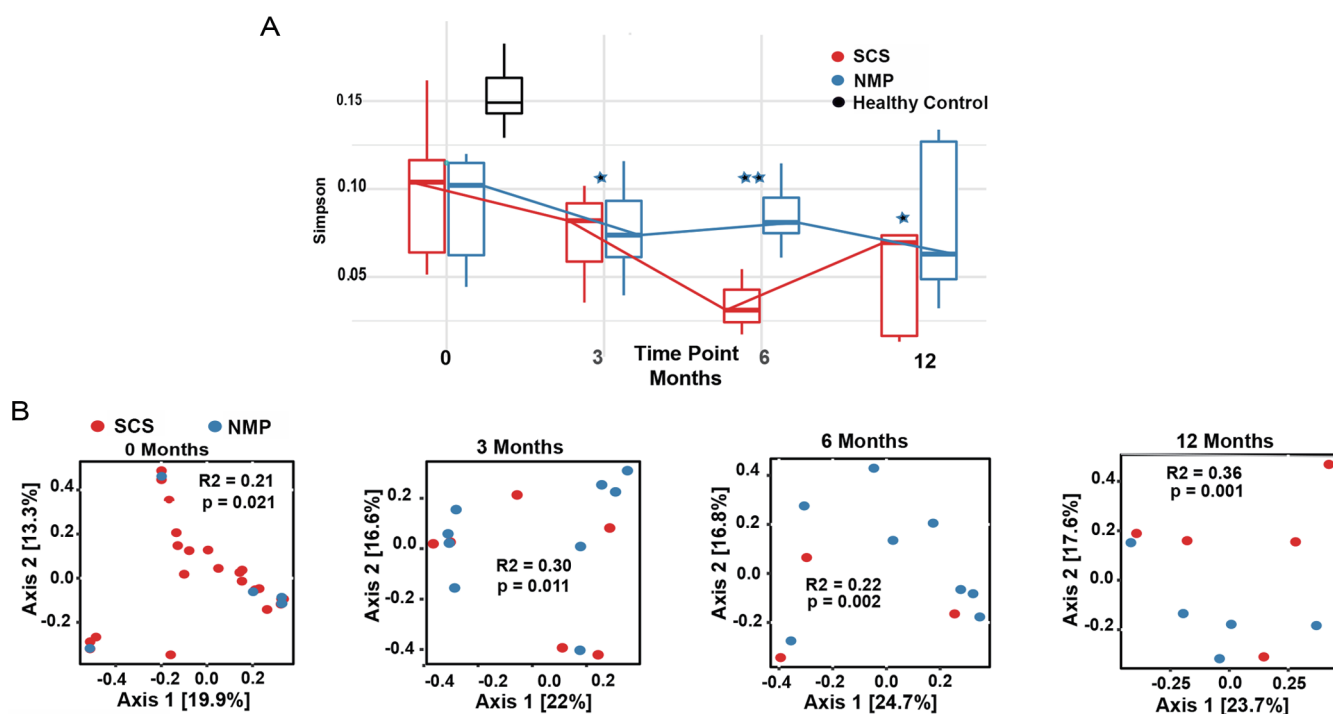 A
SCS
NMP
Healthy Control
Simpson
0.15
0.10
0.05
0
3
6
12
Time Point
Months
B
SCS
NMP
0 Months
R2 = 0.21
p = 0.021
Axis 2 [13.3%]
0.4
0.2
0.0
-0.2
-0.4
-0.2
0.0
0.2
Axis 1 [19.9%]
3 Months
R2 = 0.30
p = 0.011
Axis 2 [16.6%]
0.2
0.0
-0.2
-0.4
-0.4
-0.2
0.0
0.2
Axis 1 [22%]
6 Months
R2 = 0.22
p = 0.002
Axis 2 [16.8%]
0.4
0.2
0.0
-0.2
-0.4
-0.2
0.0
0.2
Axis 1 [24.7%]
12 Months
R2 = 0.36
p = 0.001
Axis 2 [17.6%]
0.4
0.2
0.0
-0.2
-0.25
0.0
0.25
Axis 1 [23.7%]